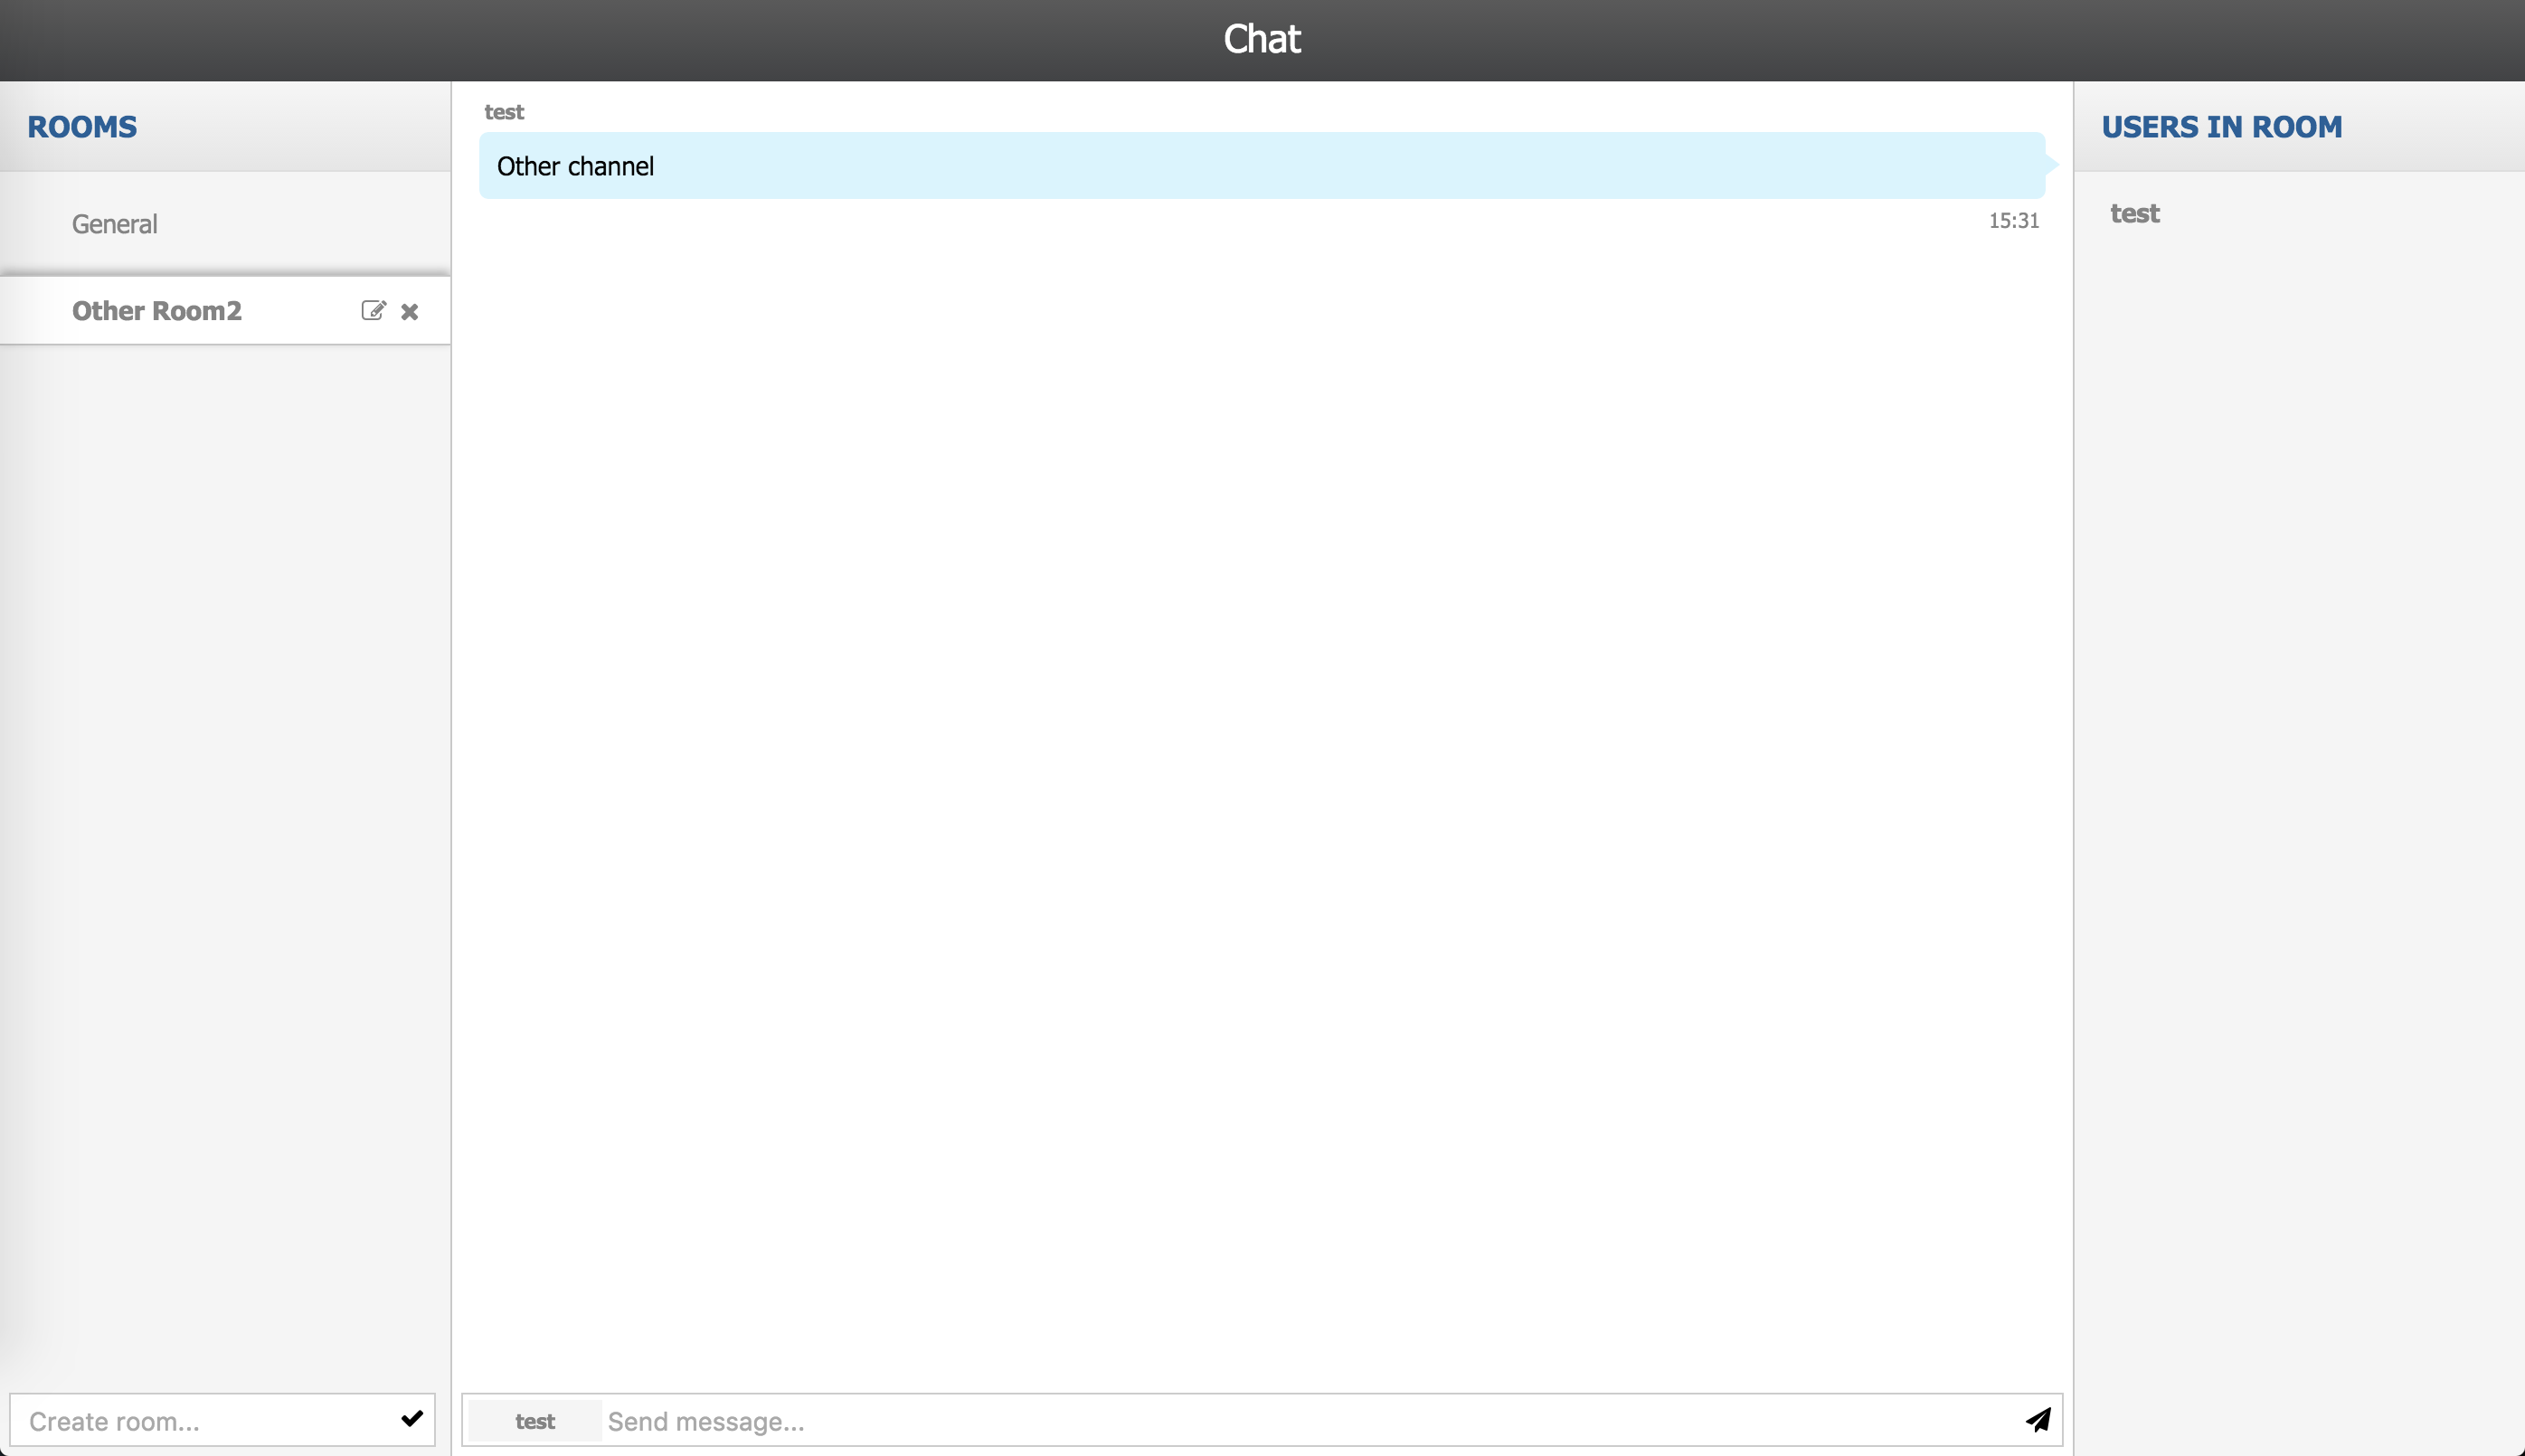 Chat
ROOMS
General
Other Room2
Create room...
test
Other channel
15:31
test
Send message...
USERS IN ROOM
test